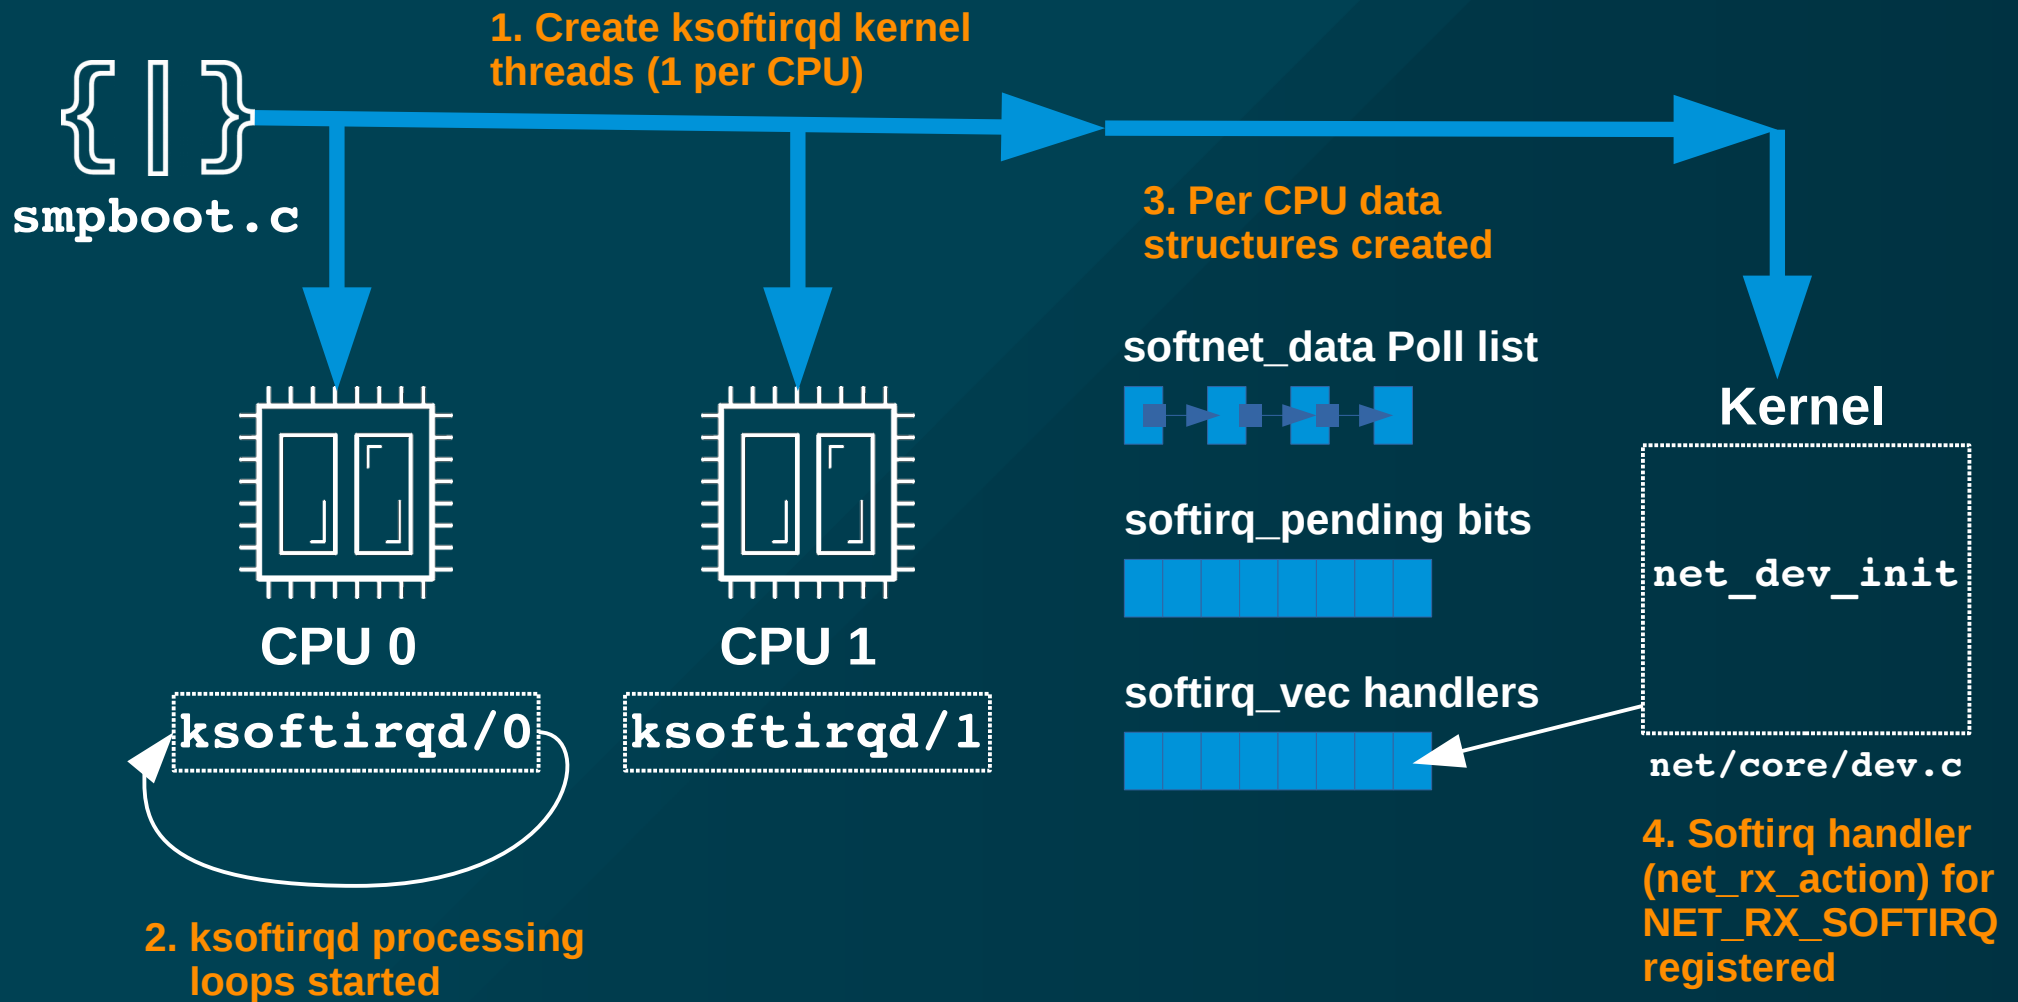 1. Create ksoftirqd kernel
threads (1 per CPU)
{|}
smpboot.c
3. Per CPU data
structures created
softnet_data Poll list
Kernel
softirq_pending bits
net_dev_init
CPU 0
CPU 1
softirq_vec handlers
ksoftirqd/0
ksoftirqd/1
net/core/dev.c
4. Softirq handler
(net_rx_action) for
NET_RX_SOFTIRQ
registered
2. ksoftirqd processing
loops started